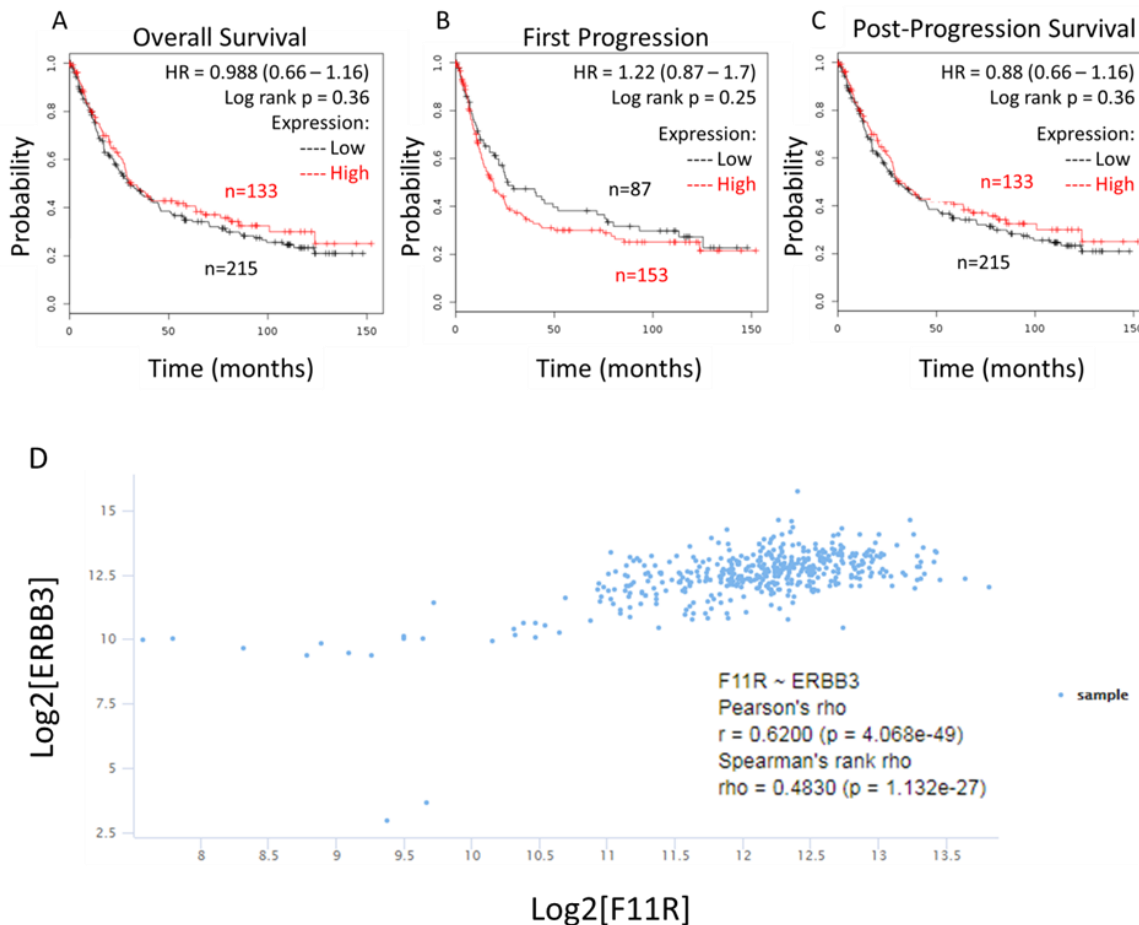 A
Overall Survival
HR = 0.988 (0.66 – 1.16)
Log rank p = 0.36
Expression:
Low
High
n=133
n=215
Probability
1.0
0.8
0.6
0.4
0.2
0.0
0
50
100
150
Time (months)
B
First Progression
HR = 1.22 (0.87 – 1.7)
Log rank p = 0.25
Expression:
Low
High
n=87
n=153
Probability
1.0
0.8
0.6
0.4
0.2
0.0
0
50
100
150
Time (months)
C
Post-Progression Survival
HR = 0.88 (0.66 – 1.16)
Log rank p = 0.36
Expression:
Low
High
n=133
n=215
Probability
1.0
0.8
0.6
0.4
0.2
0.0
0
50
100
150
Time (months)
D
Log2[ERBB3]
15
12.5
10
7.5
5
2.5
F11R ~ ERBB3
Pearson's rho
r = 0.6200 (p = 4.068e-49)
Spearman's rank rho
rho = 0.4830 (p = 1.132e-27)
sample
8
8.5
9
9.5
10
10.5
11
11.5
12
12.5
13
13.5
Log2[F11R]